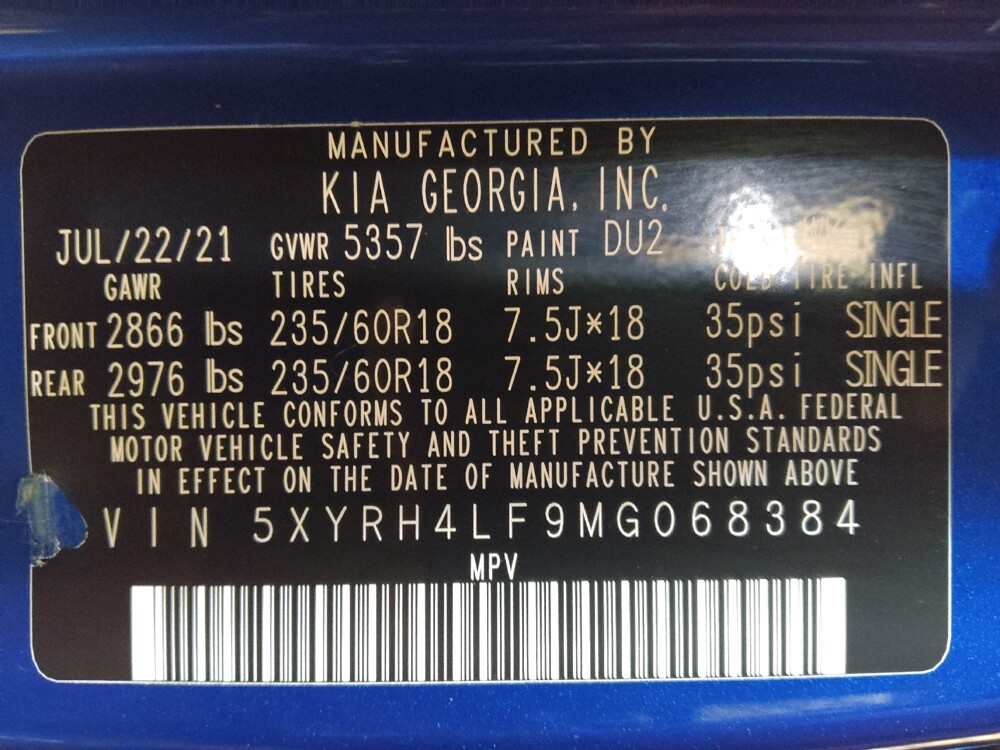 MANUFACTURED BY
KIA GEORGIA, INC.
JUL/22/21 GVWR 5357 lbs PAINT DU2
GAWR TIRES RIMS COLD TIRE INFL
FRONT 2866 lbs 235/60R18 7.5J*18 35psi SINGLE
REAR 2976 lbs 235/60R18 7.5J*18 35psi SINGLE
THIS VEHICLE CONFORMS TO ALL APPLICABLE U.S.A. FEDERAL
MOTOR VEHICLE SAFETY AND THEFT PREVENTION STANDARDS
IN EFFECT ON THE DATE OF MANUFACTURE SHOWN ABOVE
VIN 5XYRH4LF9MG068384
MPV